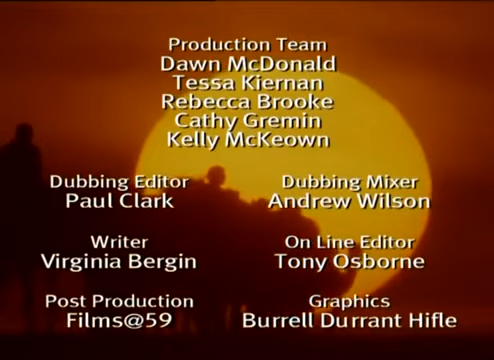 Production Team
Dawn McDonald
Tessa Kiernan
Rebecca Brooke
Cathy Gremin
Kelly McKeown
Dubbing Editor
Paul Clark
Dubbing Mixer
Andrew Wilson
Writer
Virginia Bergin
On Line Editor
Tony Osborne
Post Production
Films@59
Graphics
Burrell Durrant Hifle